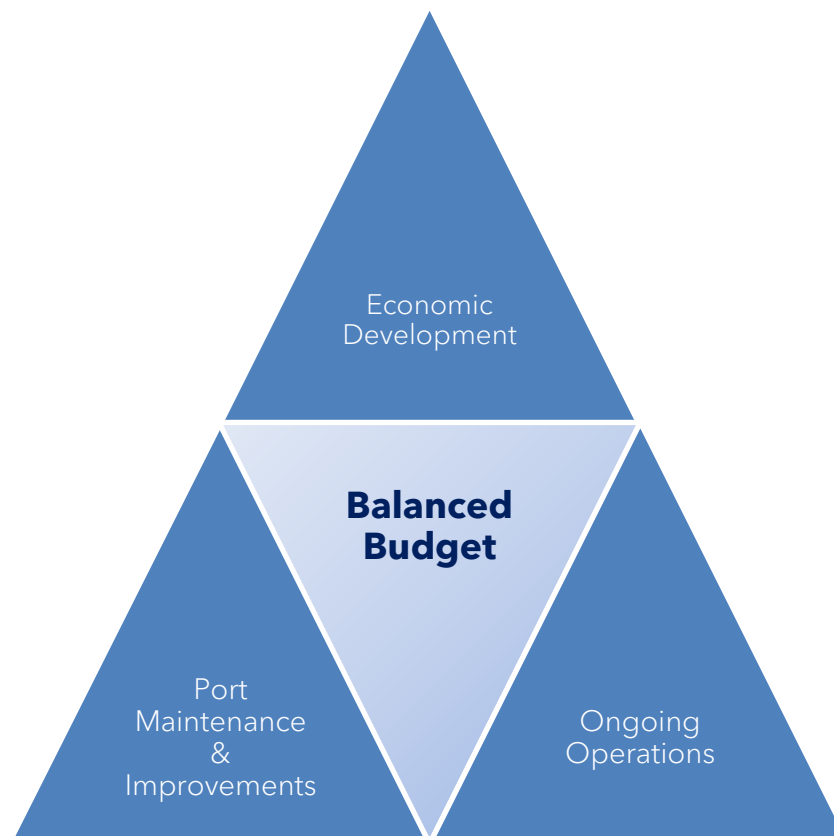 Economic
Development
Balanced
Budget
Port
Maintenance
&
Improvements
Ongoing
Operations